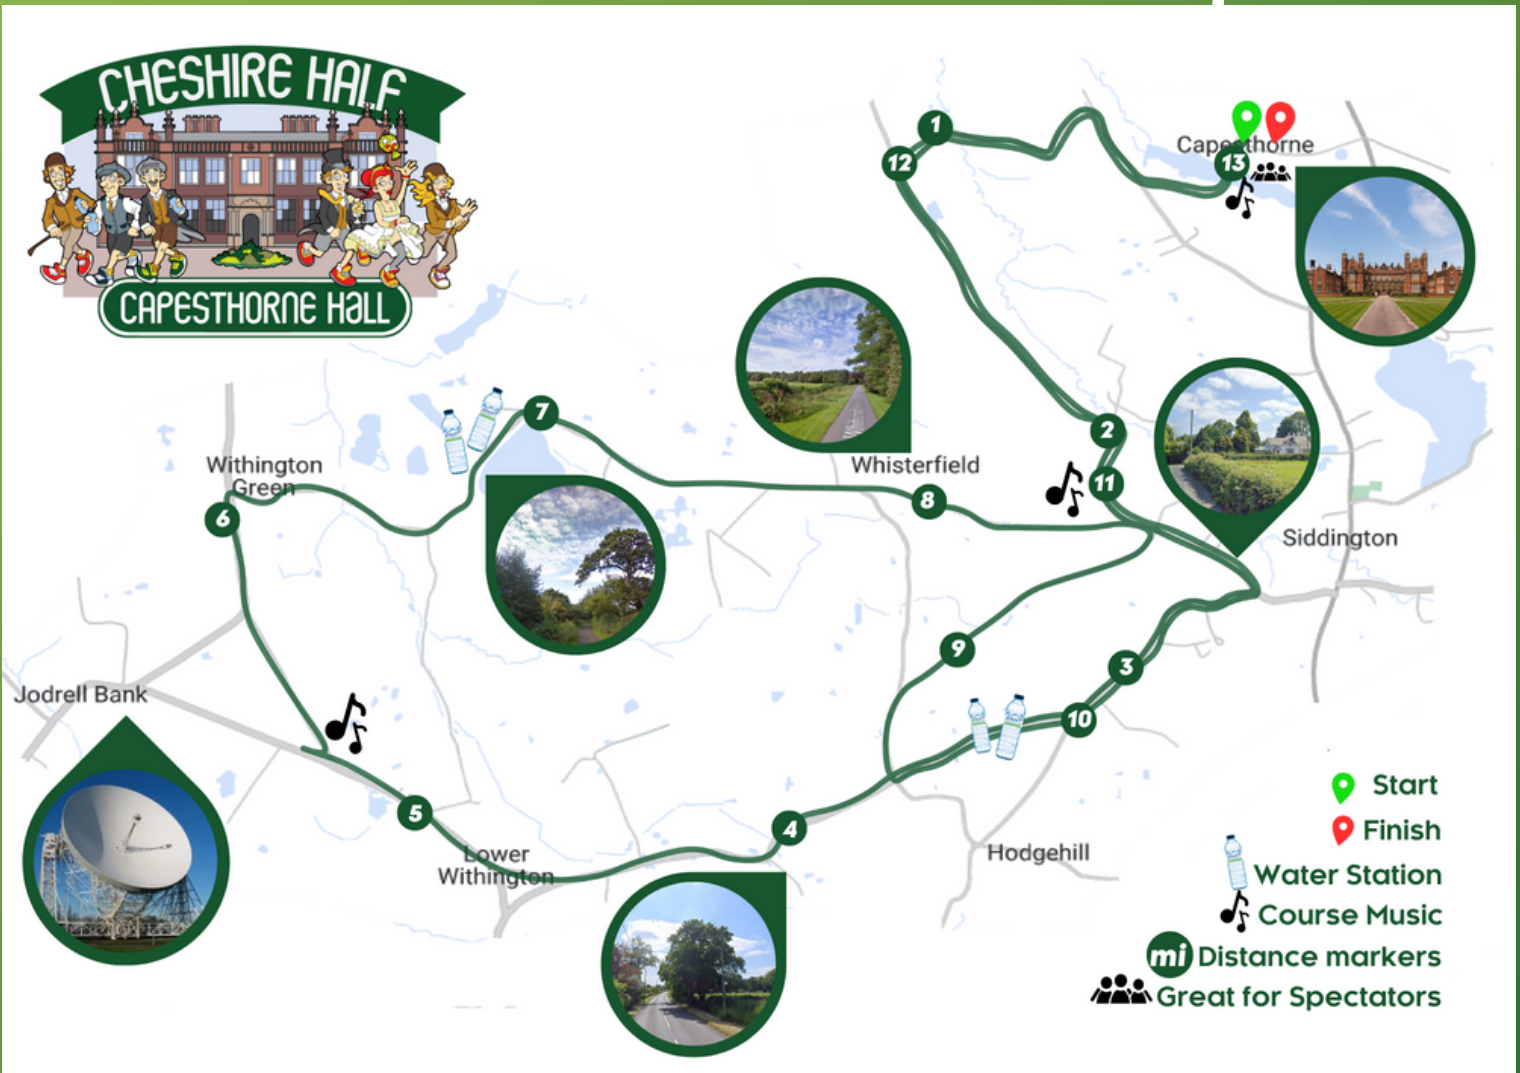 CHESHIRE HALF
CAPESTHORNE HaLL
1
12
Capesthorne
13
7
2
Withington
Green
Whisterfield
11
6
8
Siddington
9
3
Jodrell Bank
10
5
4
Lower
Withington
Hodgehill
Start
Finish
Water Station
Course Music
mi Distance markers
Great for Spectators